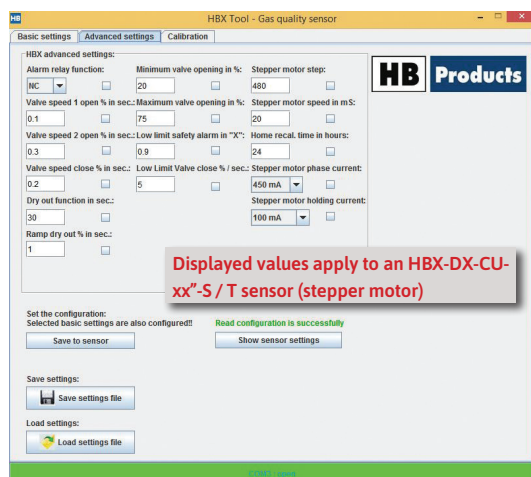 HB
HBX Tool - Gas quality sensor
Basic settings Advanced settings Calibration
HBX advanced settings:
Alarm relay function: Minimum valve opening in %: Stepper motor step:
NC 20 480
HB Products
Valve speed 1 open % in sec.: Maximum valve opening in %: Stepper motor speed in mS:
0.1 75 20
Valve speed 2 open % in sec.: Low limit safety alarm in "X": Home recal. time in hours:
0.3 0.9 24
Valve speed close % in sec.: Low Limit Valve close % / sec.: Stepper motor phase current:
0.2 5 450 mA
Dry out function in sec.: Stepper motor holding current:
30 100 mA
Ramp dry out % in sec.:
1
Displayed values apply to an HBX-DX-CU-
xx”-S / T sensor (stepper motor)
Set the configuration:
Selected basic settings are also configured!! Read configuration is successfully
Save to sensor Show sensor settings
Save settings:
Save settings file
Load settings:
Load settings file
COM3 - open